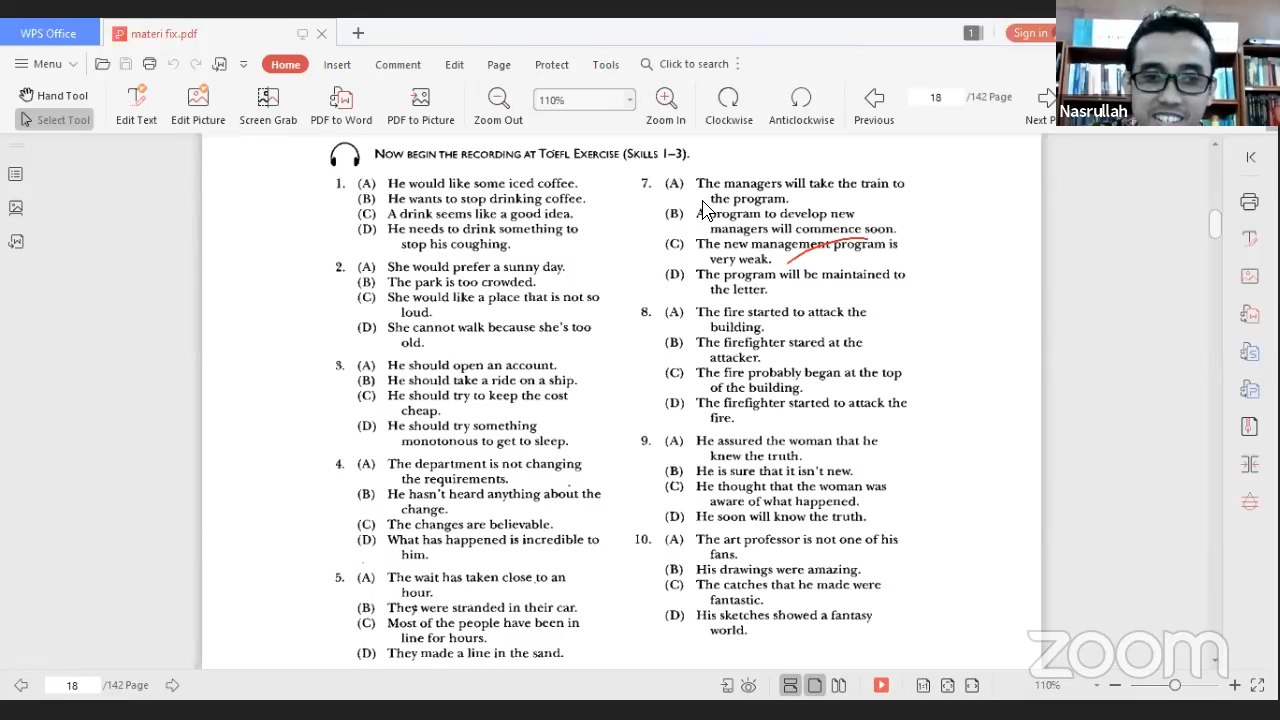 WPS Office
materi fix.pdf
1
Sign in
Menu
Home
Insert
Comment
Edit
Page
Protect
Tools
Click to search
Hand Tool
Select Tool
Edit Text
Edit Picture
Screen Grab
PDF to Word
PDF to Picture
Zoom Out
110%
Zoom In
Clockwise
Anticlockwise
Previous
18
/142 Page
Nasrullah
NOW BEGIN THE RECORDING AT TOEFL EXERCISE (SKILLS 1–3).
1. (A) He would like some iced coffee.
(B) He wants to stop drinking coffee.
(C) A drink seems like a good idea.
(D) He needs to drink something to
stop his coughing.
2. (A) She would prefer a sunny day.
(B) The park is too crowded.
(C) She would like a place that is not so
loud.
(D) She cannot walk because she's too
old.
3. (A) He should open an account.
(B) He should take a ride on a ship.
(C) He should try to keep the cost
cheap.
(D) He should try something
monotonous to get to sleep.
4. (A) The department is not changing
the requirements.
(B) He hasn't heard anything about the
change.
(C) The changes are believable.
(D) What has happened is incredible to
him.
5. (A) The wait has taken close to an
hour.
(B) They were stranded in their car.
(C) Most of the people have been in
line for hours.
(D) They made a line in the sand.
7. (A) The managers will take the train to
the program.
(B) A program to develop new
managers will commence soon.
(C) The new management program is
very weak.
(D) The program will be maintained to
the letter.
8. (A) The fire started to attack the
building.
(B) The firefighter stared at the
attacker.
(C) The fire probably began at the top
of the building.
(D) The firefighter started to attack the
fire.
9. (A) He assured the woman that he
knew the truth.
(B) He is sure that it isn't new.
(C) He thought that the woman was
aware of what happened.
(D) He soon will know the truth.
10. (A) The art professor is not one of his
fans.
(B) His drawings were amazing.
(C) The catches that he made were
fantastic.
(D) His sketches showed a fantasy
world.
zoom
18
/142 Page
110%